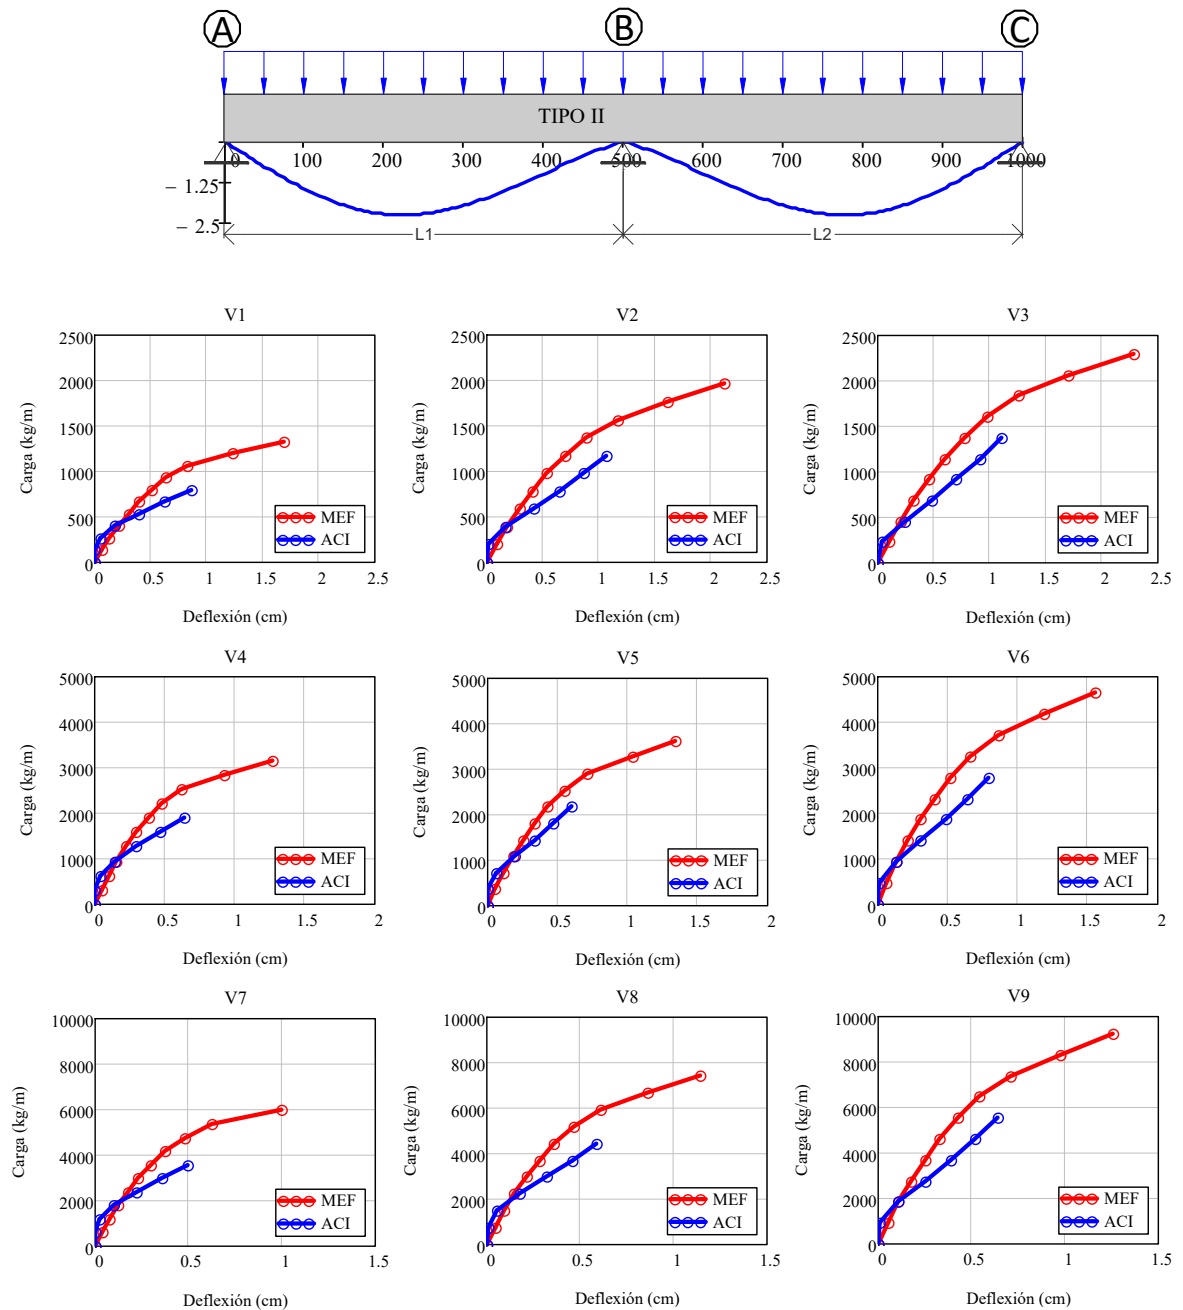 A B C
TIPO II
0 100 200 300 400 500 600 700 800 900 1000
− 1.25
− 2.5
L1 L2
V1 V2 V3
2500 2500 2500
2000 2000 2000
1500 1500 1500
1000 1000 1000
500 500 500
0 0 0
Carga (kg/m) Carga (kg/m) Carga (kg/m)
MEF MEF MEF
ACI ACI ACI
0 0.5 1 1.5 2 2.5 0 0.5 1 1.5 2 2.5 0 0.5 1 1.5 2 2.5
Deflexión (cm) Deflexión (cm) Deflexión (cm)
V4 V5 V6
5000 5000 5000
4000 4000 4000
3000 3000 3000
2000 2000 2000
1000 1000 1000
0 0 0
Carga (kg/m) Carga (kg/m) Carga (kg/m)
MEF MEF MEF
ACI ACI ACI
0 0.5 1 1.5 2 0 0.5 1 1.5 2 0 0.5 1 1.5 2
Deflexión (cm) Deflexión (cm) Deflexión (cm)
V7 V8 V9
10000 10000 10000
8000 8000 8000
6000 6000 6000
4000 4000 4000
2000 2000 2000
0 0 0
Carga (kg/m) Carga (kg/m) Carga (kg/m)
MEF MEF MEF
ACI ACI ACI
0 0.5 1 1.5 0 0.5 1 1.5 0 0.5 1 1.5
Deflexión (cm) Deflexión (cm) Deflexión (cm)